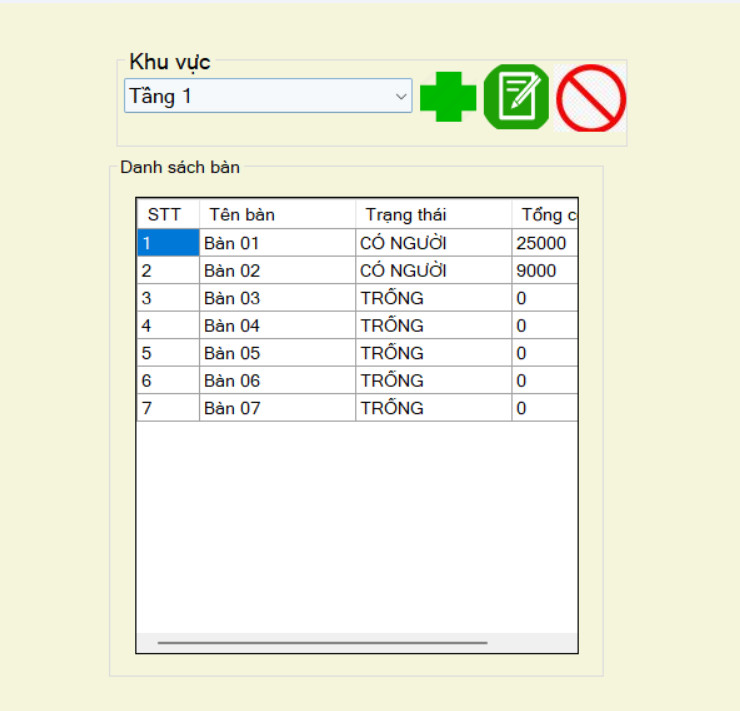 Khu vực
Tầng 1
Danh sách bàn
STT Tên bàn Trạng thái Tổng
1 Bàn 01 CÓ NGƯỜI 25000
2 Bàn 02 CÓ NGƯỜI 9000
3 Bàn 03 TRỐNG 0
4 Bàn 04 TRỐNG 0
5 Bàn 05 TRỐNG 0
6 Bàn 06 TRỐNG 0
7 Bàn 07 TRỐNG 0